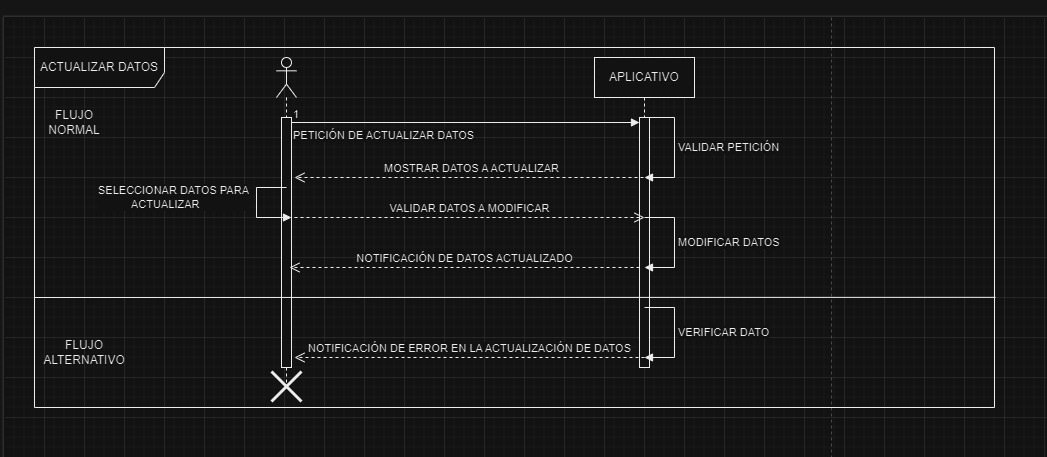 ACTUALIZAR DATOS
APLICATIVO
FLUJO
NORMAL
1
PETICIÓN DE ACTUALIZAR DATOS
VALIDAR PETICIÓN
MOSTRAR DATOS A ACTUALIZAR
SELECCIONAR DATOS PARA
ACTUALIZAR
VALIDAR DATOS A MODIFICAR
MODIFICAR DATOS
NOTIFICACIÓN DE DATOS ACTUALIZADO
FLUJO
ALTERNATIVO
VERIFICAR DATO
NOTIFICACIÓN DE ERROR EN LA ACTUALIZACIÓN DE DATOS